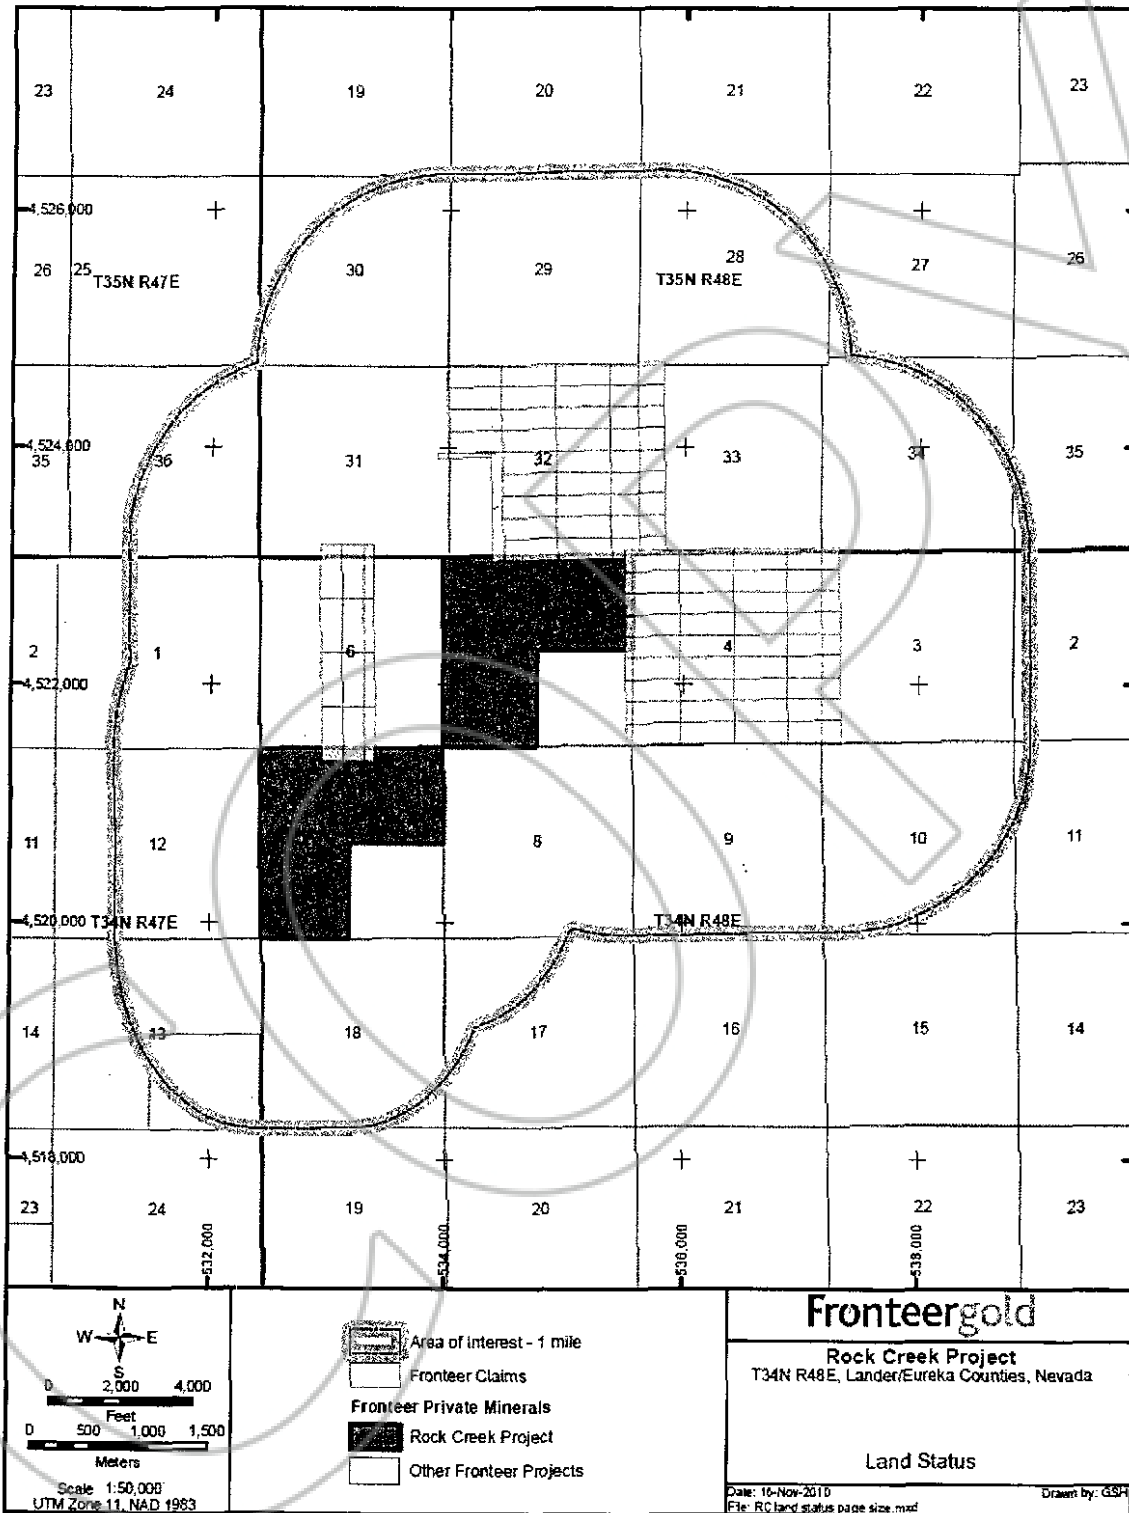 23 24 19 20 21 22 23
4,526,000
26 25 T35N R47E 30 29 28 T35N R48E 27 26
4,524,000
35 36 31 32 33 34 35
2 1 6 4 3 2
4,522,000
11 12 8 9 10 11
4,520,000 T34N R47E T34N R48E
14 13 18 17 16 15 14
4,518,000
23 24 19 20 21 22 23
532,000 534,000 536,000 538,000
N
W E
S
0 2,000 4,000
Feet
0 500 1,000 1,500
Meters
Scale 1:50,000
UTM Zone 11, NAD 1983
Area of Interest - 1 mile
Fronteer Claims
Fronteer Private Minerals
Rock Creek Project
Other Fronteer Projects
Fronteergold
Rock Creek Project
T34N R48E, Lander/Eureka Counties, Nevada
Land Status
Date: 16-Nov-2010 Drawn by: GSH
File: RC land status page size.mxd